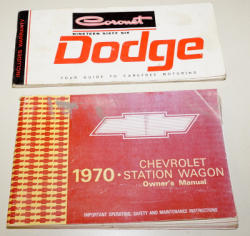 Coronet
NINETEEN SIXTY SIX
Dodge
INCLUDES WARRANTY
YOUR GUIDE TO CAREFREE MOTORING
CHEVROLET
1970 • STATION WAGON
Owner's Manual
IMPORTANT OPERATING, SAFETY AND MAINTENANCE INSTRUCTIONS